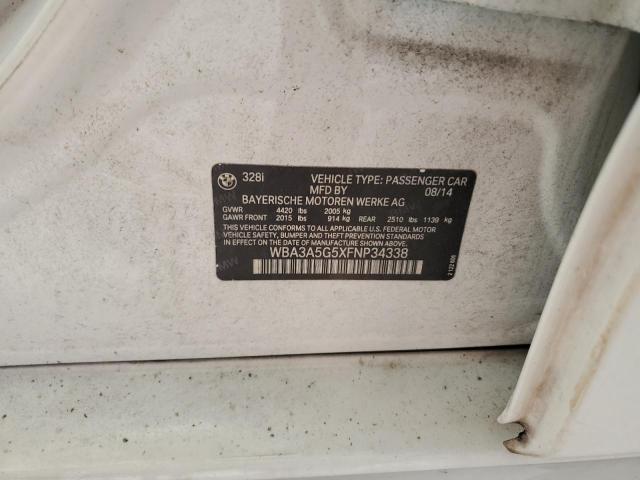 328i VEHICLE TYPE: PASSENGER CAR
MFD BY 08/14
BAYERISCHE MOTOREN WERKE AG
GVWR 4420 lbs 2005 kg
GAWR FRONT 2015 lbs 914 kg REAR 2510 lbs 1139 kg
THIS VEHICLE CONFORMS TO ALL APPLICABLE U.S. FEDERAL MOTOR
VEHICLE SAFETY, BUMPER AND THEFT PREVENTION STANDARDS IN
EFFECT ON THE DATE OF MANUFACTURE SHOWN ABOVE.
WBA3A5G5XFNP34338